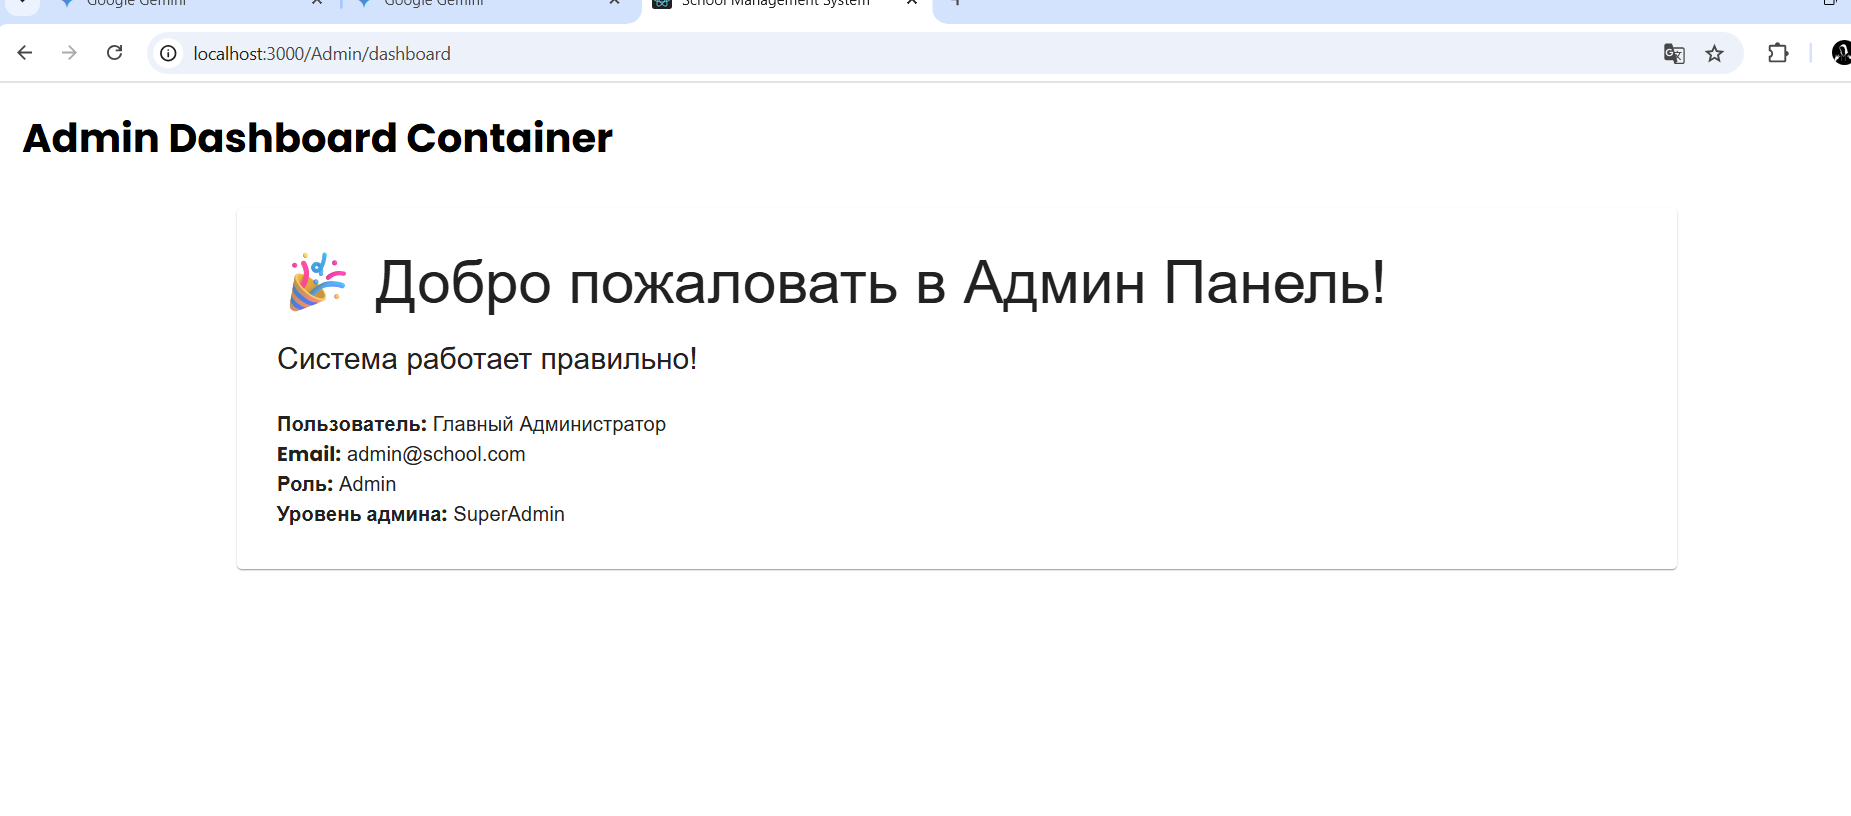 Google Gemini
Google Gemini
School Management System
localhost:3000/Admin/dashboard
Admin Dashboard Container
🎉 Добро пожаловать в Админ Панель!
Система работает правильно!
Пользователь: Главный Администратор
Email: admin@school.com
Роль: Admin
Уровень админа: SuperAdmin